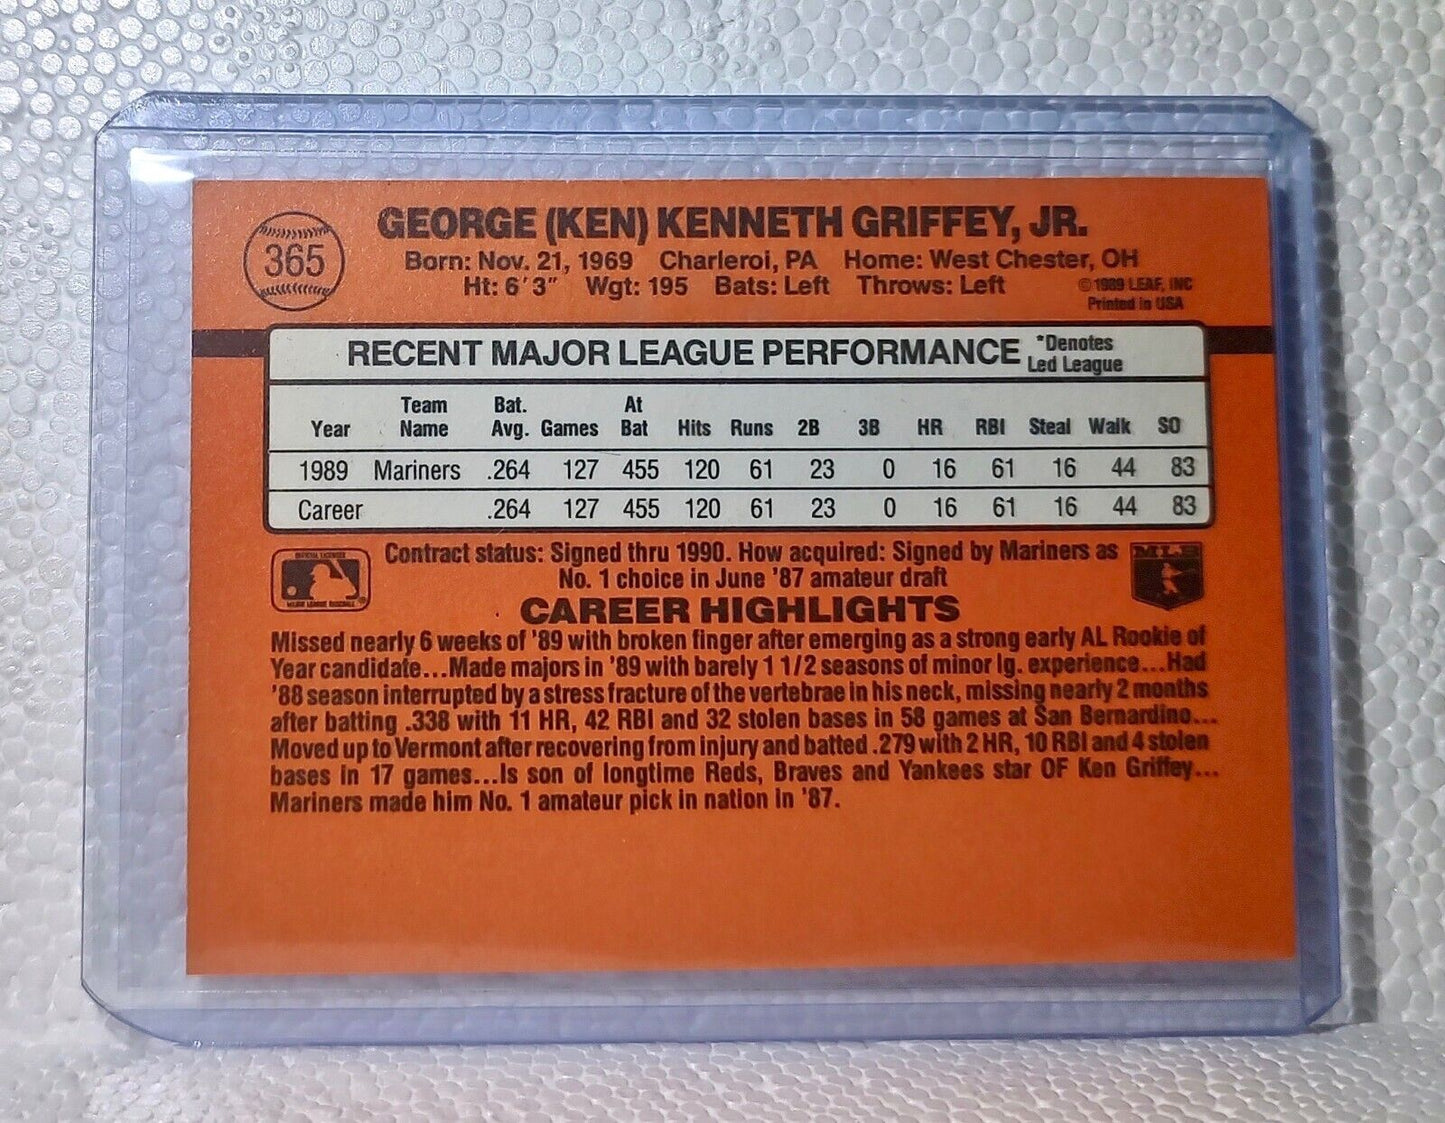 365
GEORGE (KEN) KENNETH GRIFFEY, JR.
Born: Nov. 21, 1969 Charleroi, PA Home: West Chester, OH
Ht: 6'3" Wgt: 195 Bats: Left Throws: Left
©1989 LEAF, INC
Printed in USA
RECENT MAJOR LEAGUE PERFORMANCE *Denotes
Led League
Team Bat. At
Year Name Avg. Games Bat Hits Runs 2B 3B HR RBI Steal Walk SO
1989 Mariners .264 127 455 120 61 23 0 16 61 16 44 83
Career .264 127 455 120 61 23 0 16 61 16 44 83
OFFICIAL LICENSEE
MAJOR LEAGUE BASEBALL
Contract status: Signed thru 1990. How acquired: Signed by Mariners as
No. 1 choice in June '87 amateur draft
MLB
CAREER HIGHLIGHTS
Missed nearly 6 weeks of '89 with broken finger after emerging as a strong early AL Rookie of
Year candidate...Made majors in '89 with barely 1 1/2 seasons of minor lg. experience...Had
'88 season interrupted by a stress fracture of the vertebrae in his neck, missing nearly 2 months
after batting .338 with 11 HR, 42 RBI and 32 stolen bases in 58 games at San Bernardino...
Moved up to Vermont after recovering from injury and batted .279 with 2 HR, 10 RBI and 4 stolen
bases in 17 games...Is son of longtime Reds, Braves and Yankees star OF Ken Griffey...
Mariners made him No. 1 amateur pick in nation in '87.